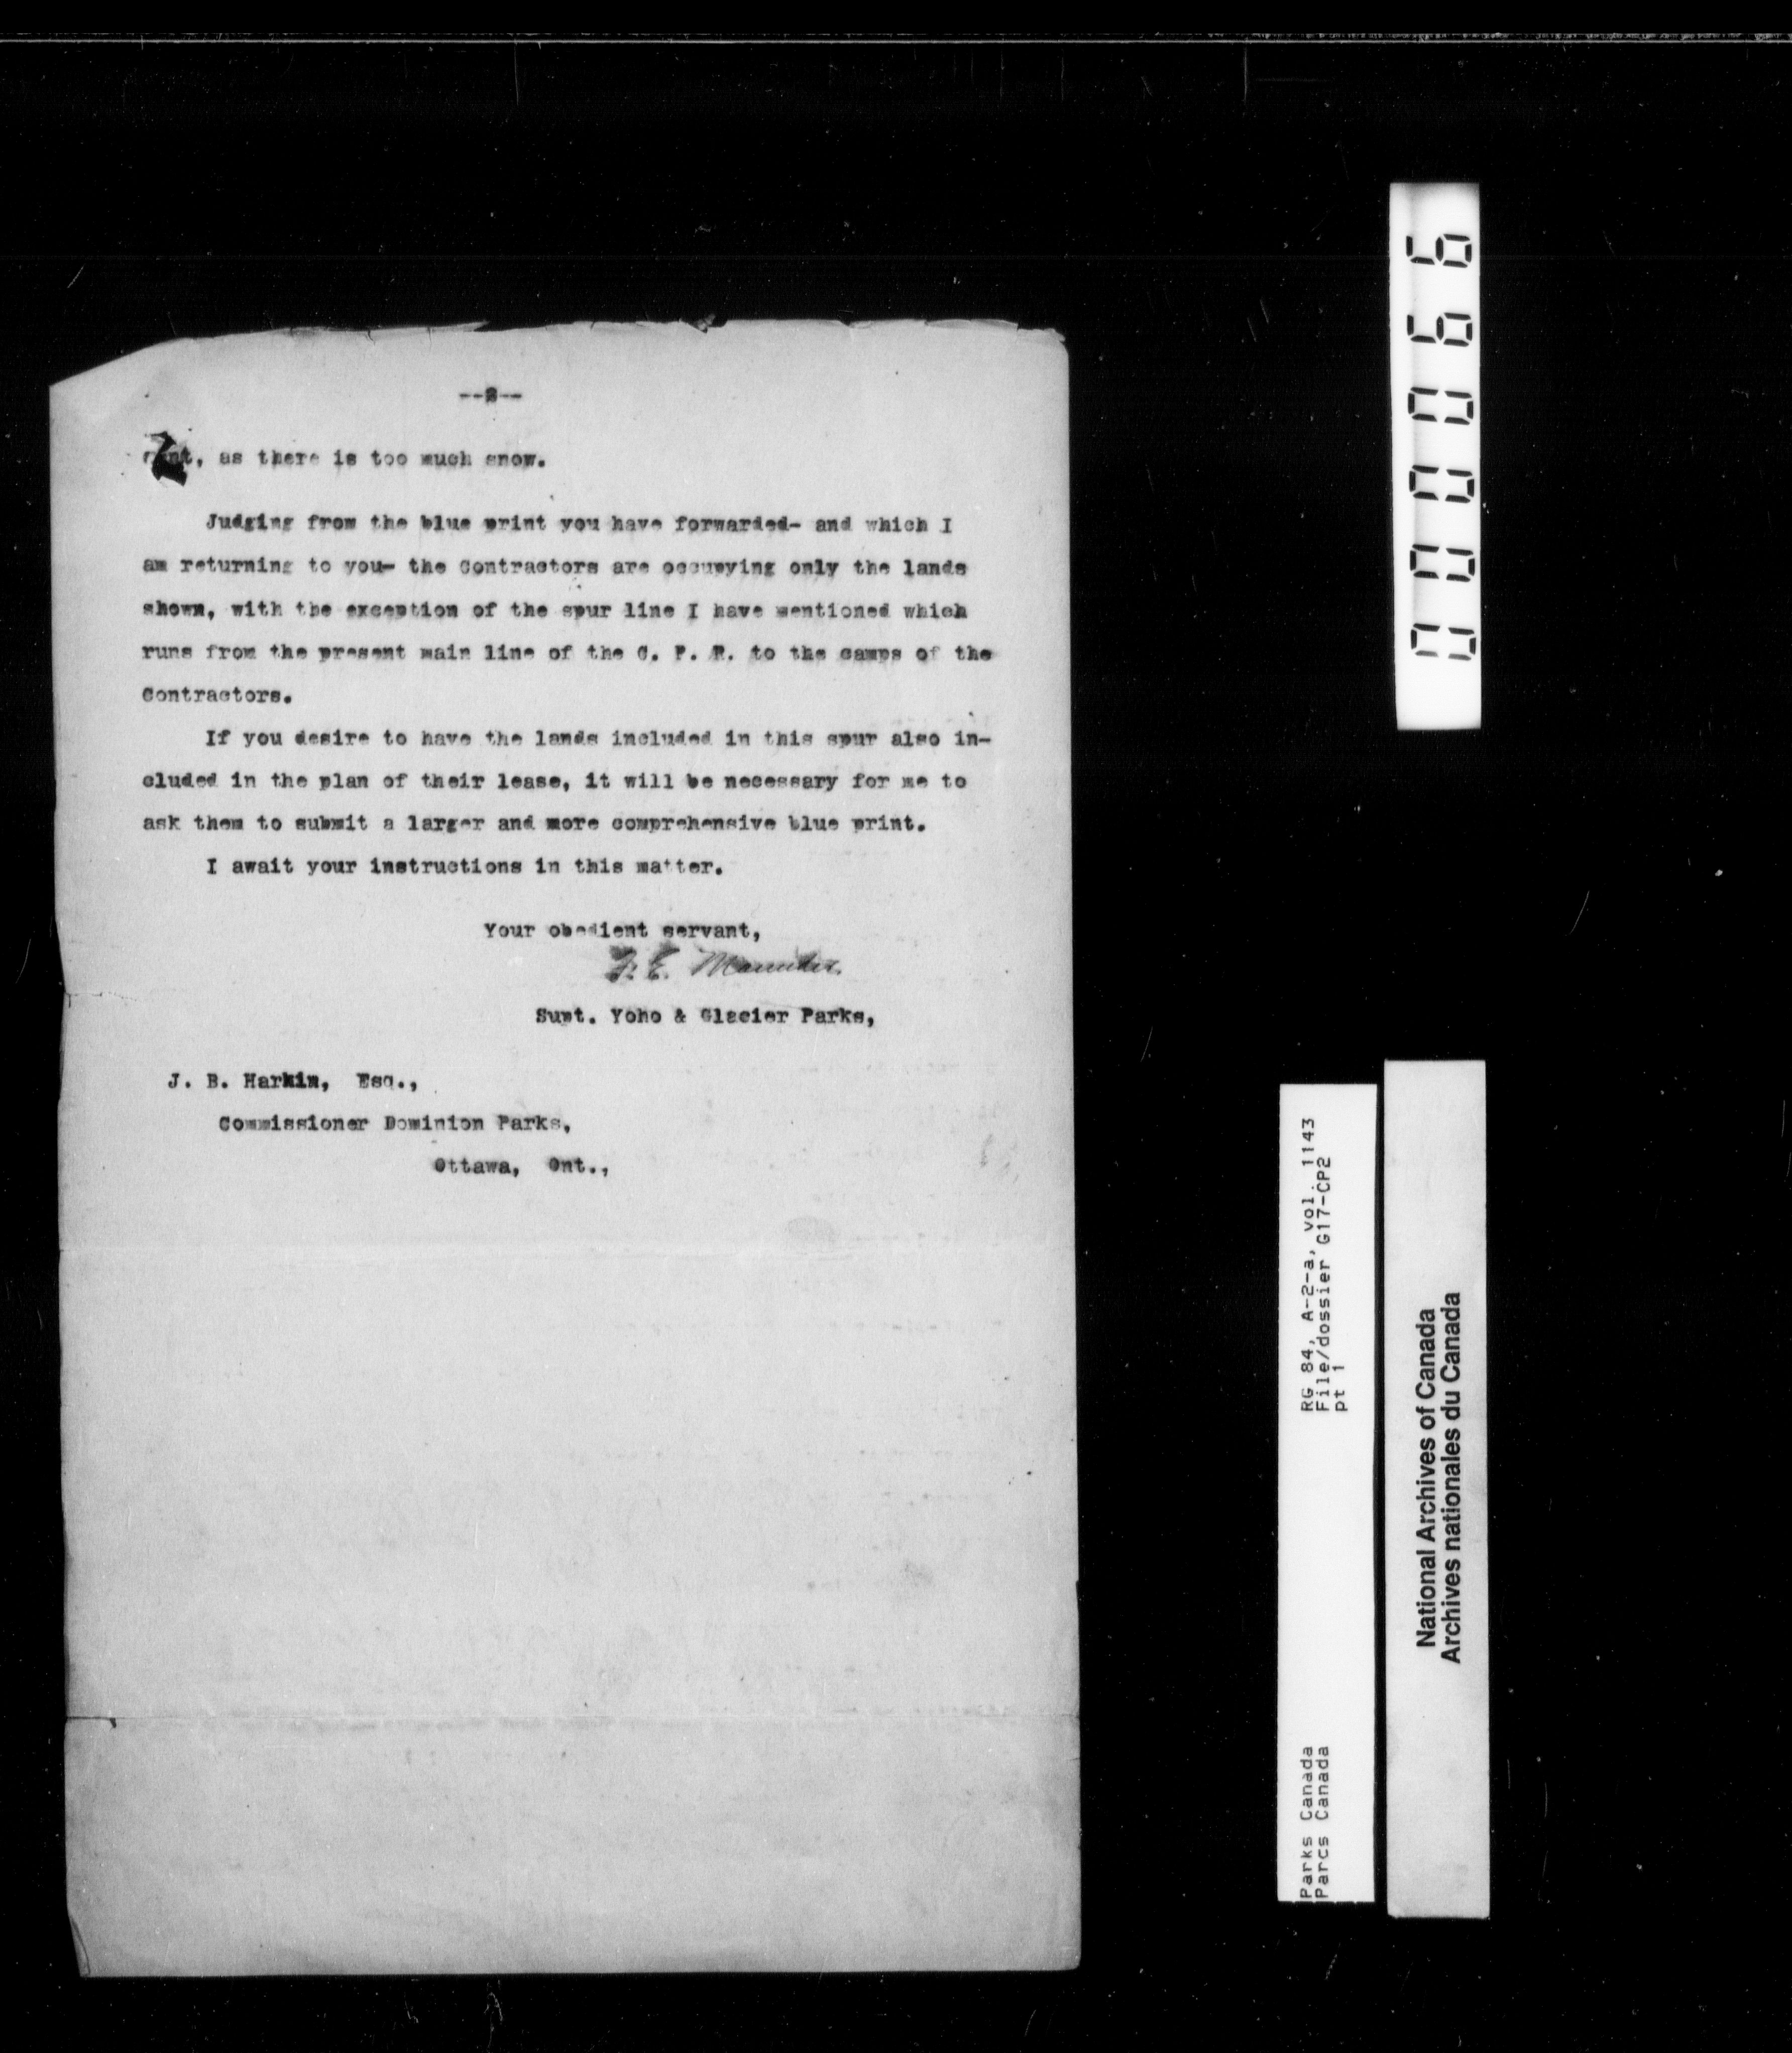 --2--
, as there is too much snow.
Judging from the blue print you have forwarded- and which I
am returning to you- the Contractors are occupying only the lands
shown, with the exception of the spur line I have mentioned which
runs from the present main line of the C. P. R. to the camps of the
Contractors.
If you desire to have the lands included in this spur also in-
cluded in the plan of their lease, it will be necessary for me to
ask them to submit a larger and more comprehensive blue print.
I await your instructions in this matter.
Your obedient servant,
F. E. Maunder.
Supt. Yoho & Glacier Parks,
J. B. Harkin, Esq.,
Commissioner Dominion Parks,
Ottawa, Ont.,
000066
RG 84, A-2-a, vol. 1143
File/dossier G17-CP2
pt 1
Parks Canada
Parcs Canada
National Archives of Canada
Archives nationales du Canada